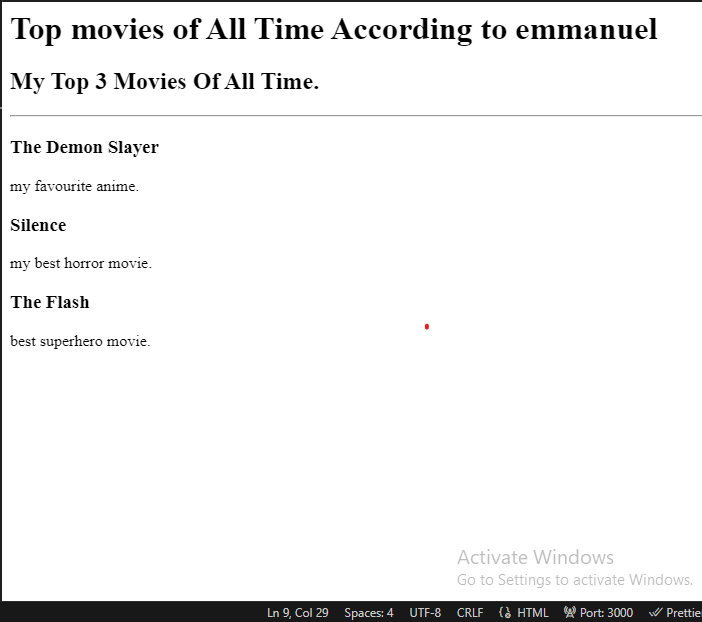 Top movies of All Time According to emmanuel
My Top 3 Movies Of All Time.
The Demon Slayer
my favourite anime.
Silence
my best horror movie.
The Flash
best superhero movie.
Activate Windows
Go to Settings to activate Windows.
Ln 9, Col 29 Spaces: 4 UTF-8 CRLF HTML Port: 3000 Prettie